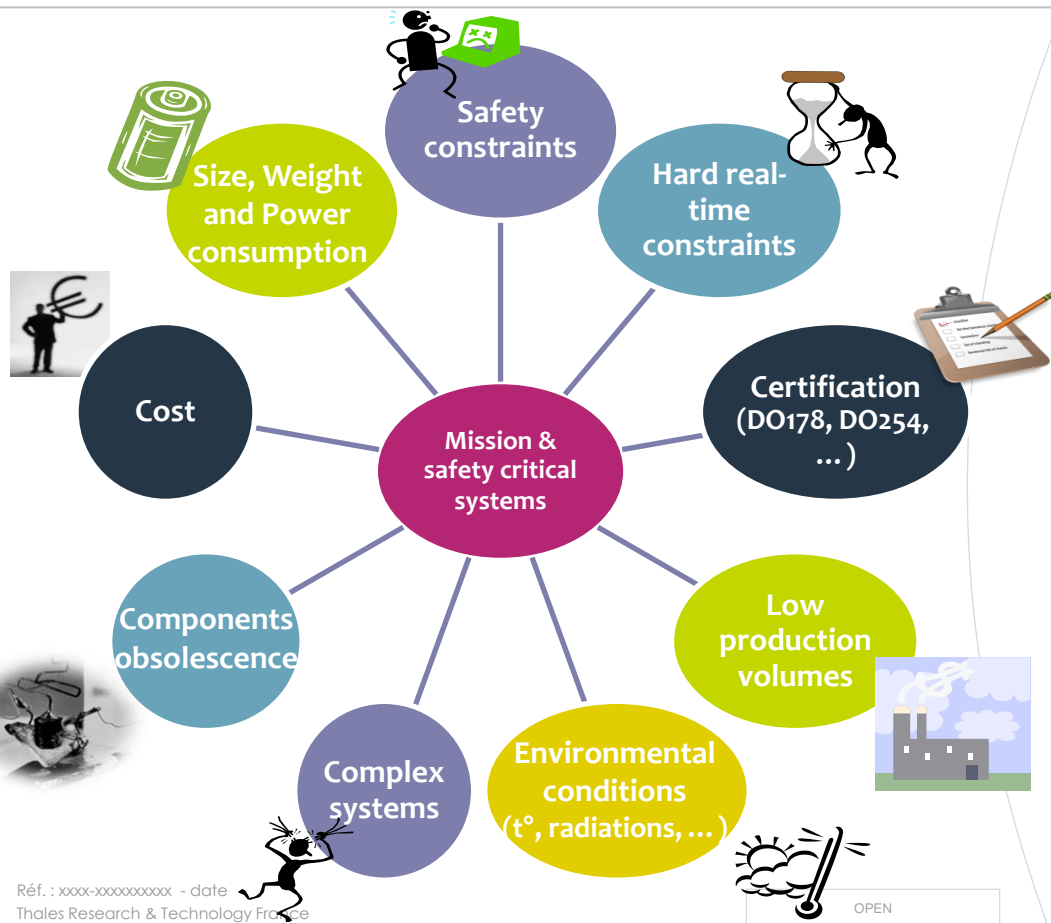 Safety
constraints
Size, Weight
and Power
consumption
Hard real-
time
constraints
Cost
Certification
(DO178, DO254,
...)
Mission &
safety critical
systems
Components
obsolescence
Low
production
volumes
Complex
systems
Environmental
conditions
(t°, radiations, ...)
Réf. : xxxx-xxxxxxxxxx - date
Thales Research & Technology France
OPEN